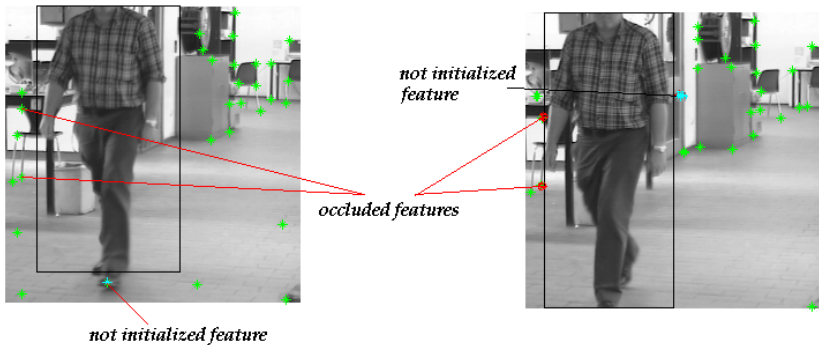 not initialized
feature
occluded features
not initialized feature